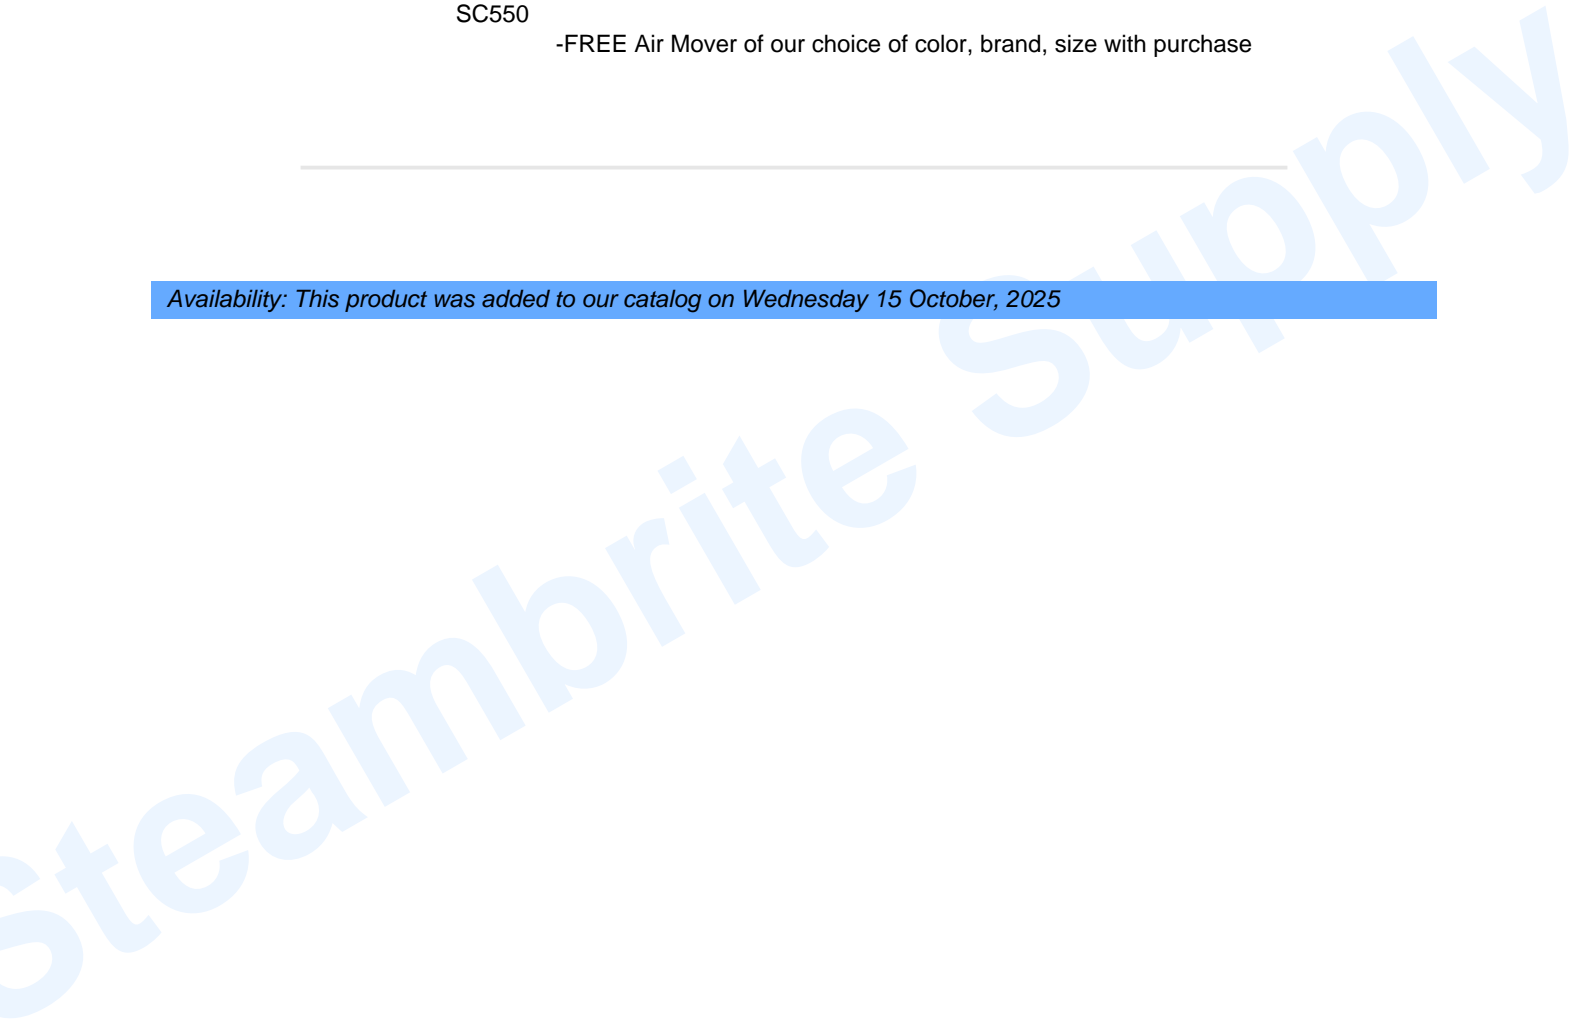 SC550
-FREE Air Mover of our choice of color, brand, size with purchase
Availability: This product was added to our catalog on Wednesday 15 October, 2025
Steambrite Supply